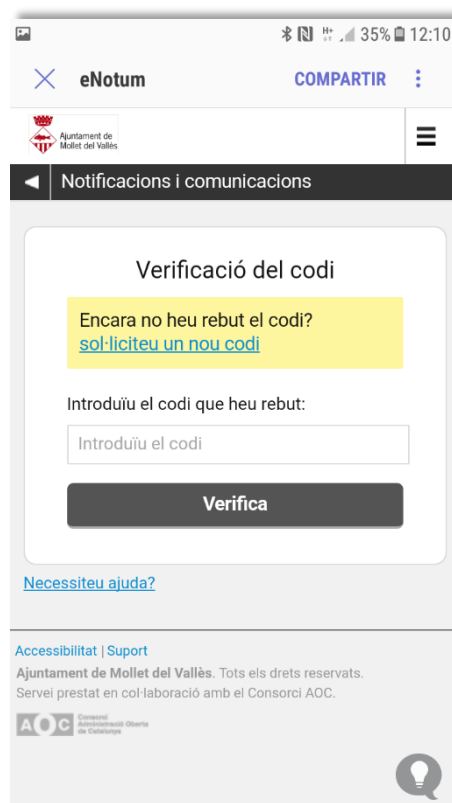 H+ 35% 12:10
eNotum COMPARTIR
Ajuntament de
Mollet del Vallès
Notificacions i comunicacions
Verificació del codi
Encara no heu rebut el codi?
sol·liciteu un nou codi
Introduïu el codi que heu rebut:
Introduïu el codi
Verifica
Necessiteu ajuda?
Accessibilitat | Suport
Ajuntament de Mollet del Vallès. Tots els drets reservats.
Servei prestat en col·laboració amb el Consorci AOC.
AOC Consorci
Administració Oberta
de Catalunya